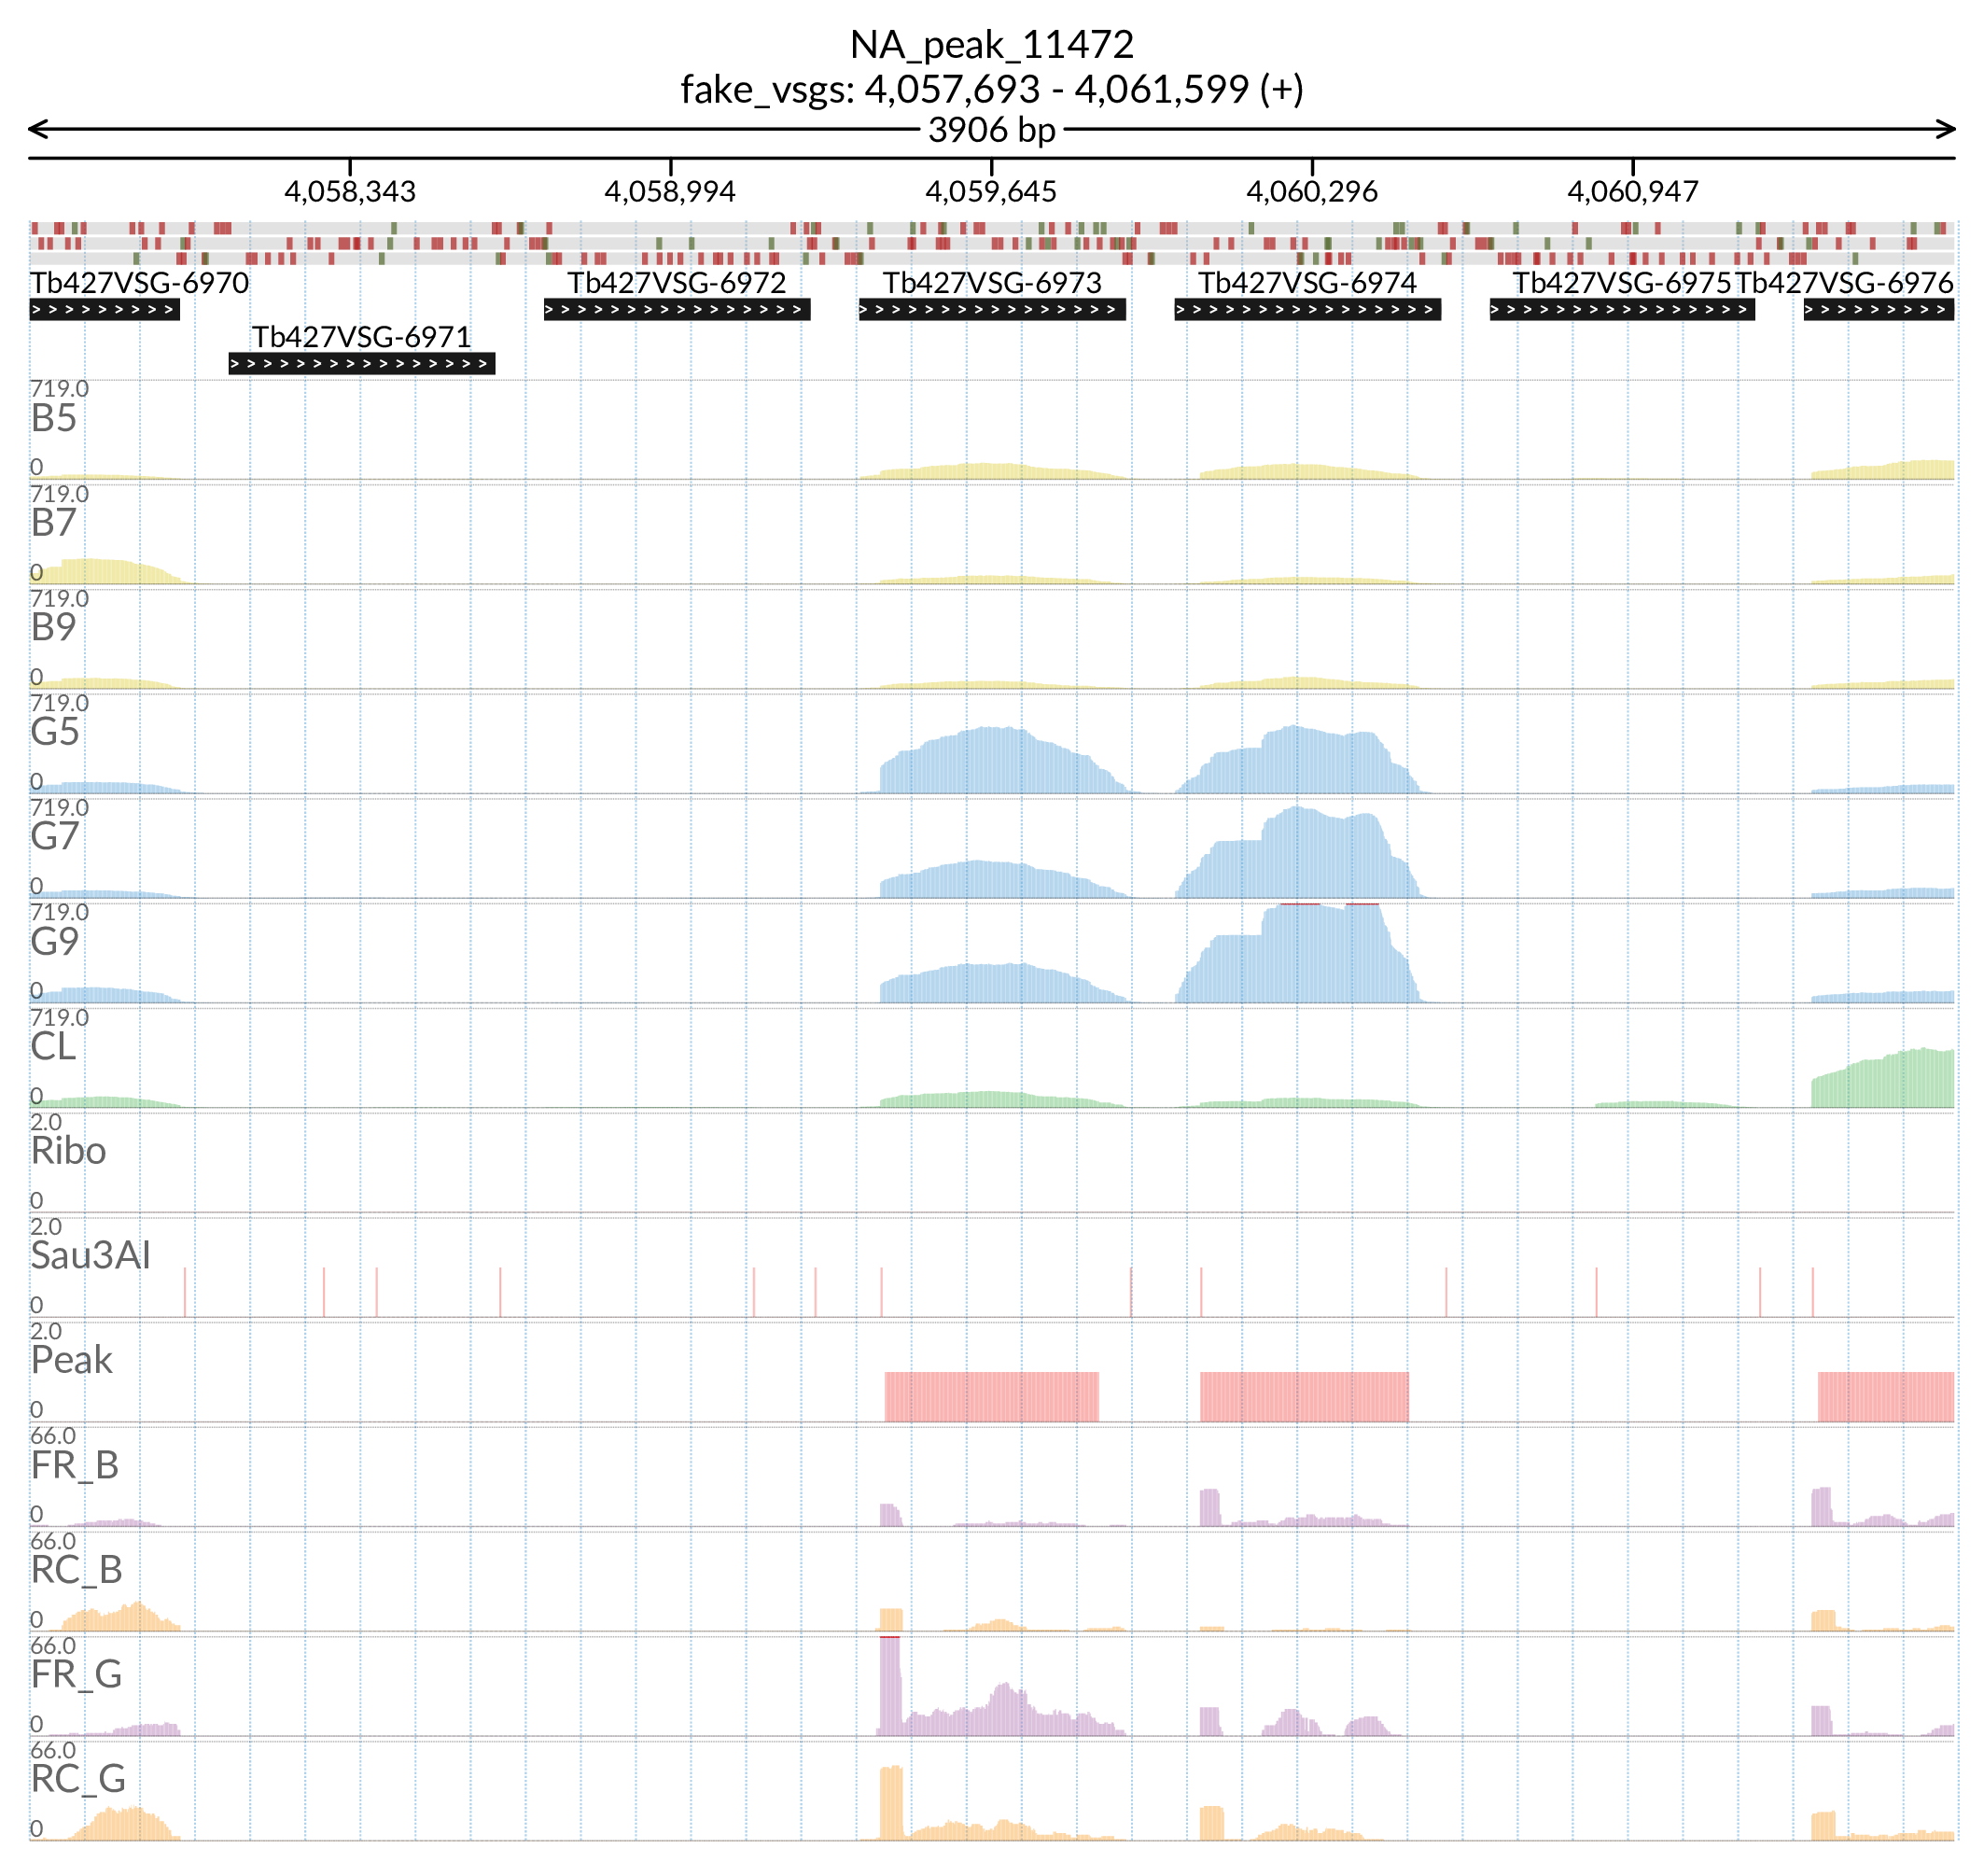 NA_peak_11472
fake_vsgs: 4,057,693 - 4,061,599 (+)
3906 bp
4,058,343 4,058,994 4,059,645 4,060,296 4,060,947
Tb427VSG-6970 Tb427VSG-6972 Tb427VSG-6973 Tb427VSG-6974 Tb427VSG-6975 Tb427VSG-6976
Tb427VSG-6971
719.0
B5
0
719.0
B7
0
719.0
B9
0
719.0
G5
0
719.0
G7
0
719.0
G9
0
719.0
CL
0
2.0
Ribo
0
2.0
Sau3AI
0
2.0
Peak
0
66.0
FR_B
0
66.0
RC_B
0
66.0
FR_G
0
66.0
RC_G
0